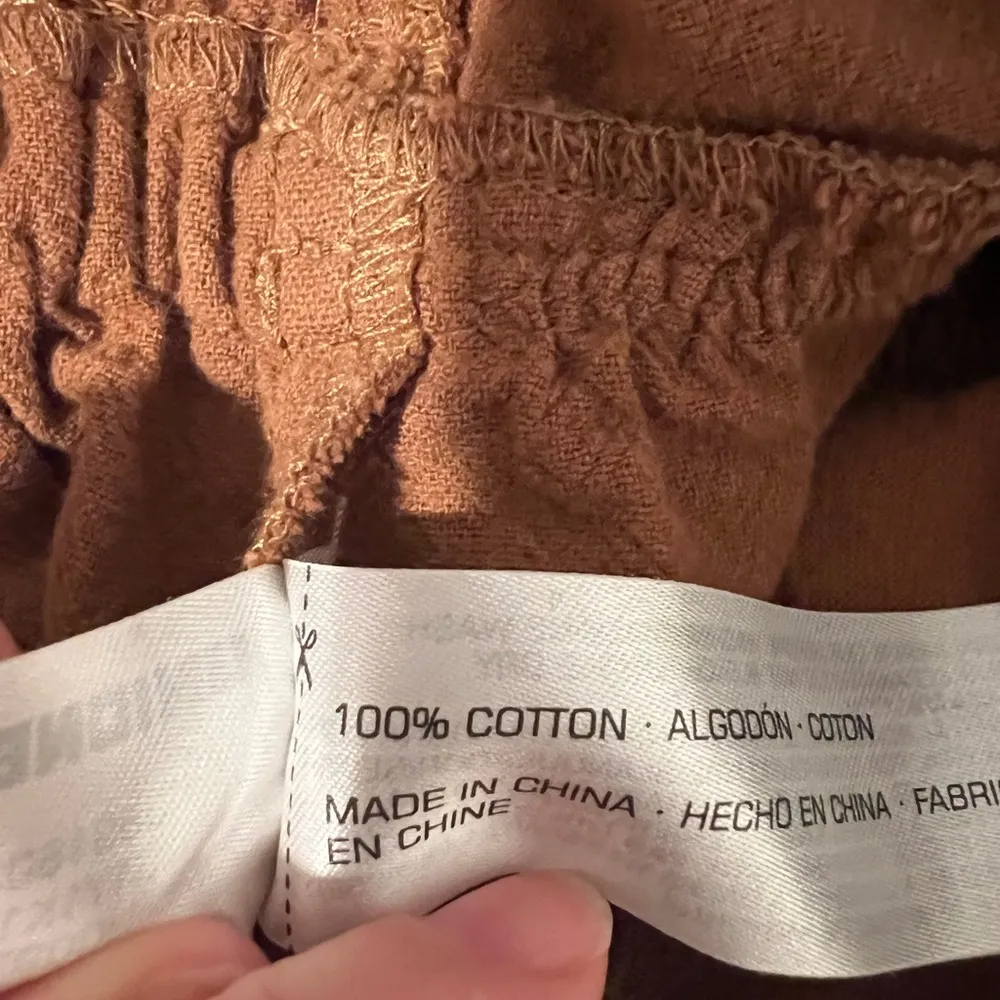 100% COTTON · ALGODÓN · COTON
MADE IN CHINA · HECHO EN CHINA · FABRI
EN CHINE